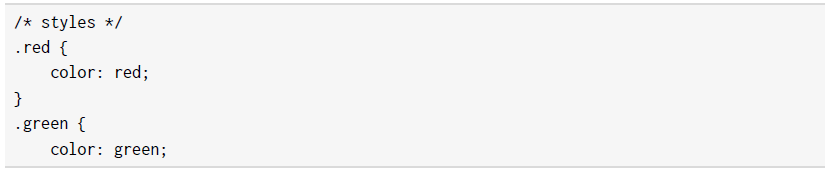 /* styles */
.red {
    color: red;
}
.green {
    color: green;